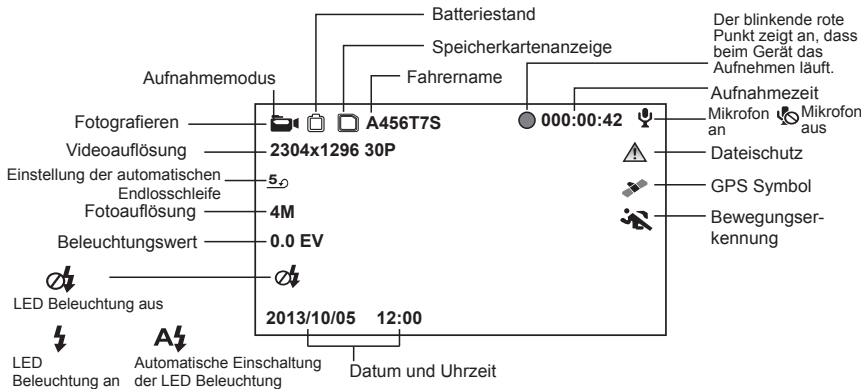 Batteriestand
Speicherkartenanzeige
Fahrername
Aufnahmemodus
Der blinkende rote
Punkt zeigt an, dass
beim Gerät das
Aufnehmen läuft.
Aufnahmezeit
Mikrofon
an
Mikrofon
aus
Fotografieren
A456T7S
000:00:42
Videoauflösung
2304x1296 30P
Dateischutz
Einstellung der automatischen
Endlosschleife
5
GPS Symbol
Fotoauflösung
4M
Bewegungser-
kennung
Beleuchtungswert
0.0 EV
LED Beleuchtung aus
2013/10/05 12:00
LED
Beleuchtung an
A
Automatische Einschaltung
der LED Beleuchtung
Datum und Uhrzeit